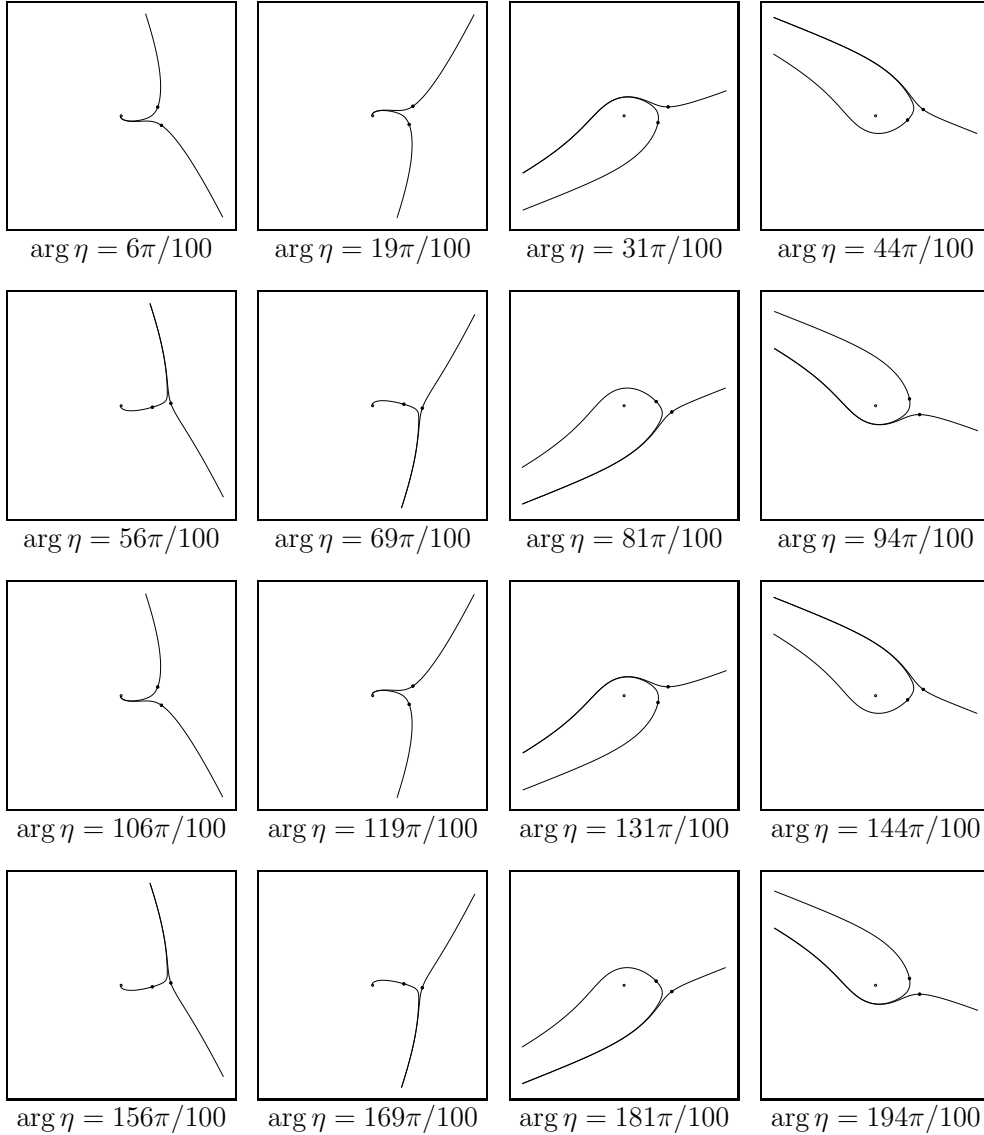 arg η = 6π/100 arg η = 19π/100 arg η = 31π/100 arg η = 44π/100
arg η = 56π/100 arg η = 69π/100 arg η = 81π/100 arg η = 94π/100
arg η = 106π/100 arg η = 119π/100 arg η = 131π/100 arg η = 144π/100
arg η = 156π/100 arg η = 169π/100 arg η = 181π/100 arg η = 194π/100